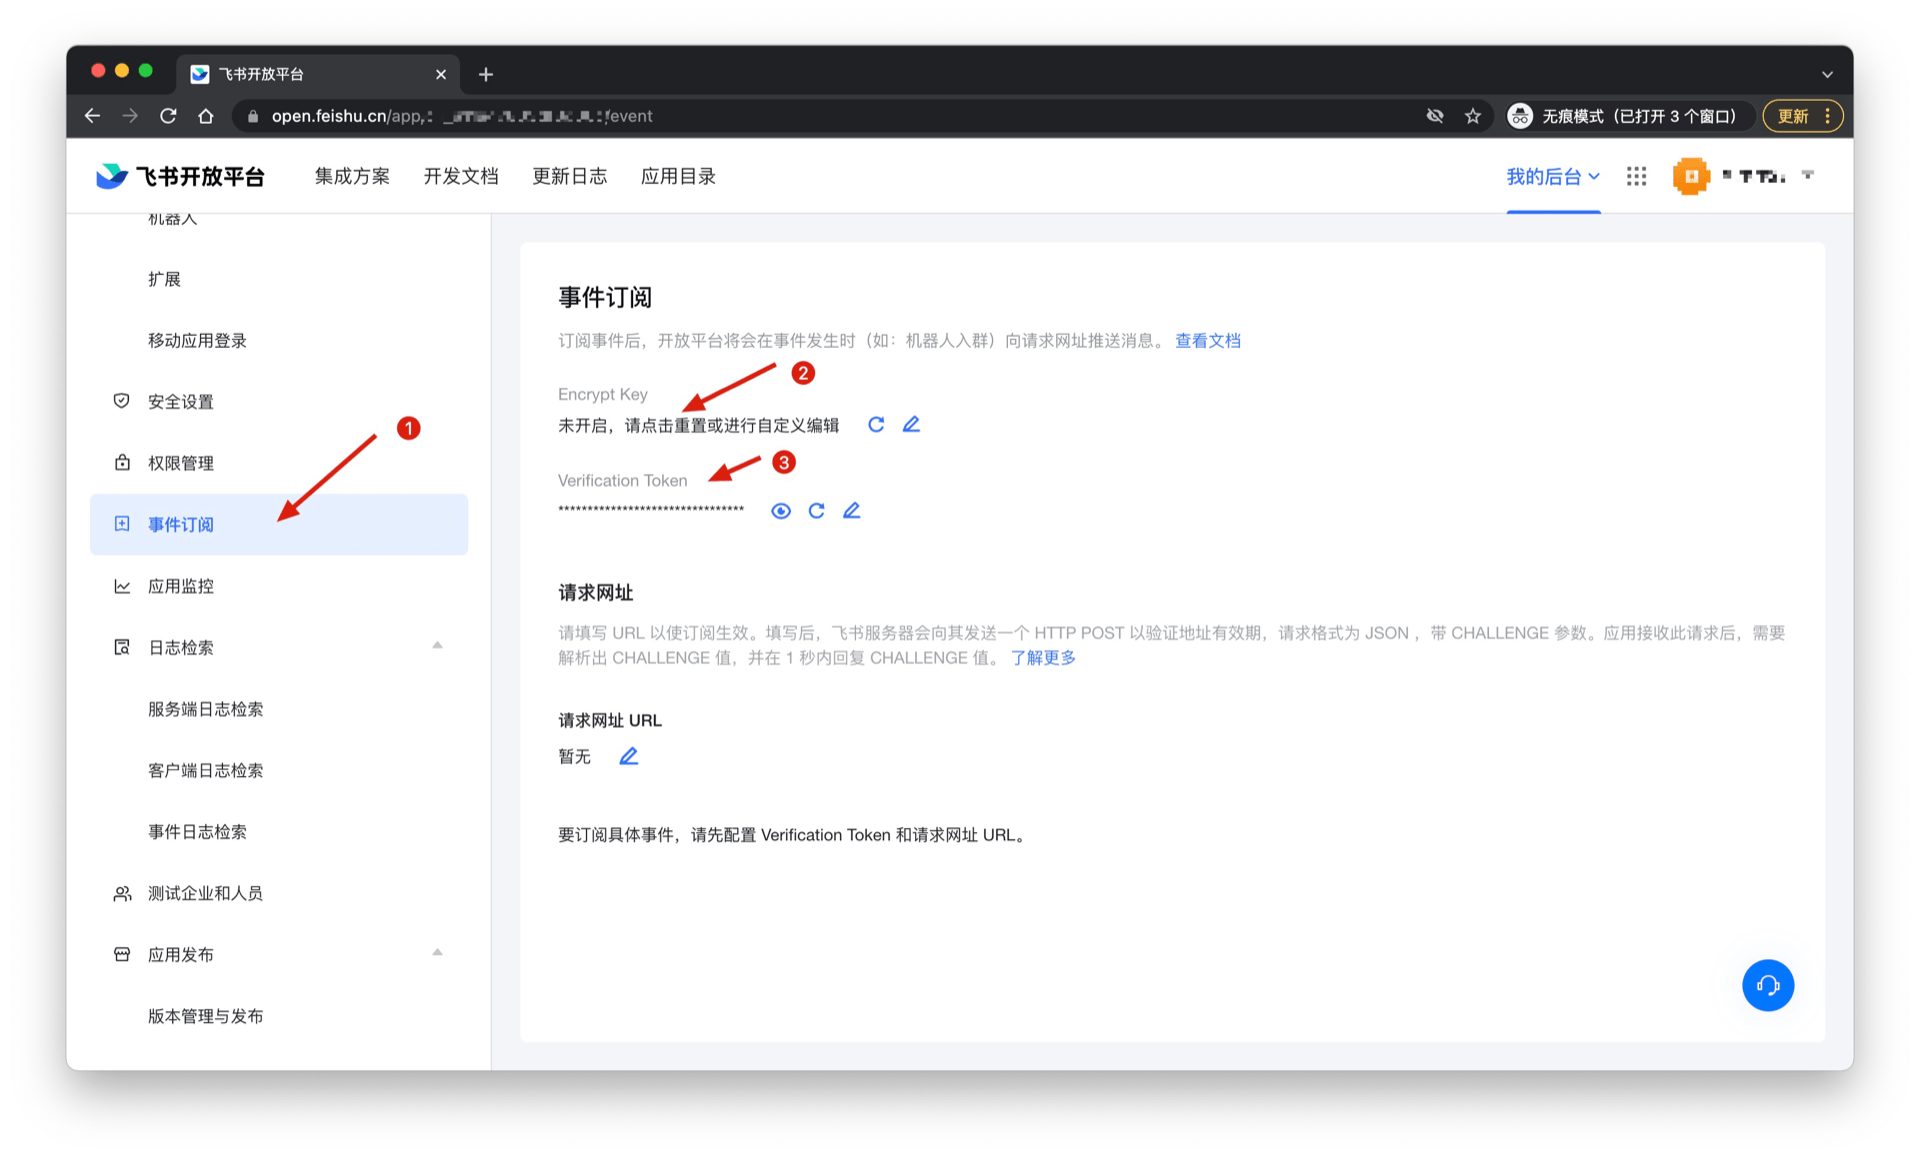 飞书开放平台
open.feishu.cn/app
/event
无痕模式（已打开 3 个窗口）
更新
飞书开放平台
集成方案
开发文档
更新日志
应用目录
我的后台
机器人
扩展
移动应用登录
安全设置
权限管理
事件订阅
应用监控
日志检索
服务端日志检索
客户端日志检索
事件日志检索
测试企业和人员
应用发布
版本管理与发布
1
事件订阅
订阅事件后，开放平台将会在事件发生时（如：机器人入群）向请求网址推送消息。 查看文档
2
Encrypt Key
未开启，请点击重置或进行自定义编辑
3
Verification Token
********************************
请求网址
请填写 URL 以使订阅生效。填写后，飞书服务器会向其发送一个 HTTP POST 以验证地址有效期，请求格式为 JSON ，带 CHALLENGE 参数。应用接收此请求后，需要
解析出 CHALLENGE 值，并在 1 秒内回复 CHALLENGE 值。 了解更多
请求网址 URL
暂无
要订阅具体事件，请先配置 Verification Token 和请求网址 URL。